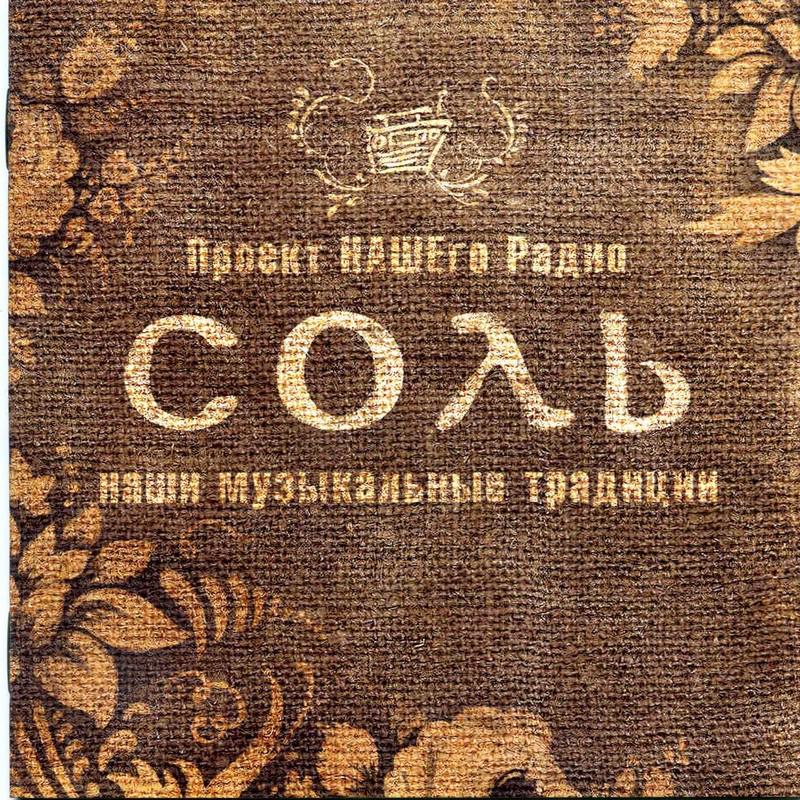 Проект НАШЕго Радио
СОЛЬ
наши музыкальные традиции